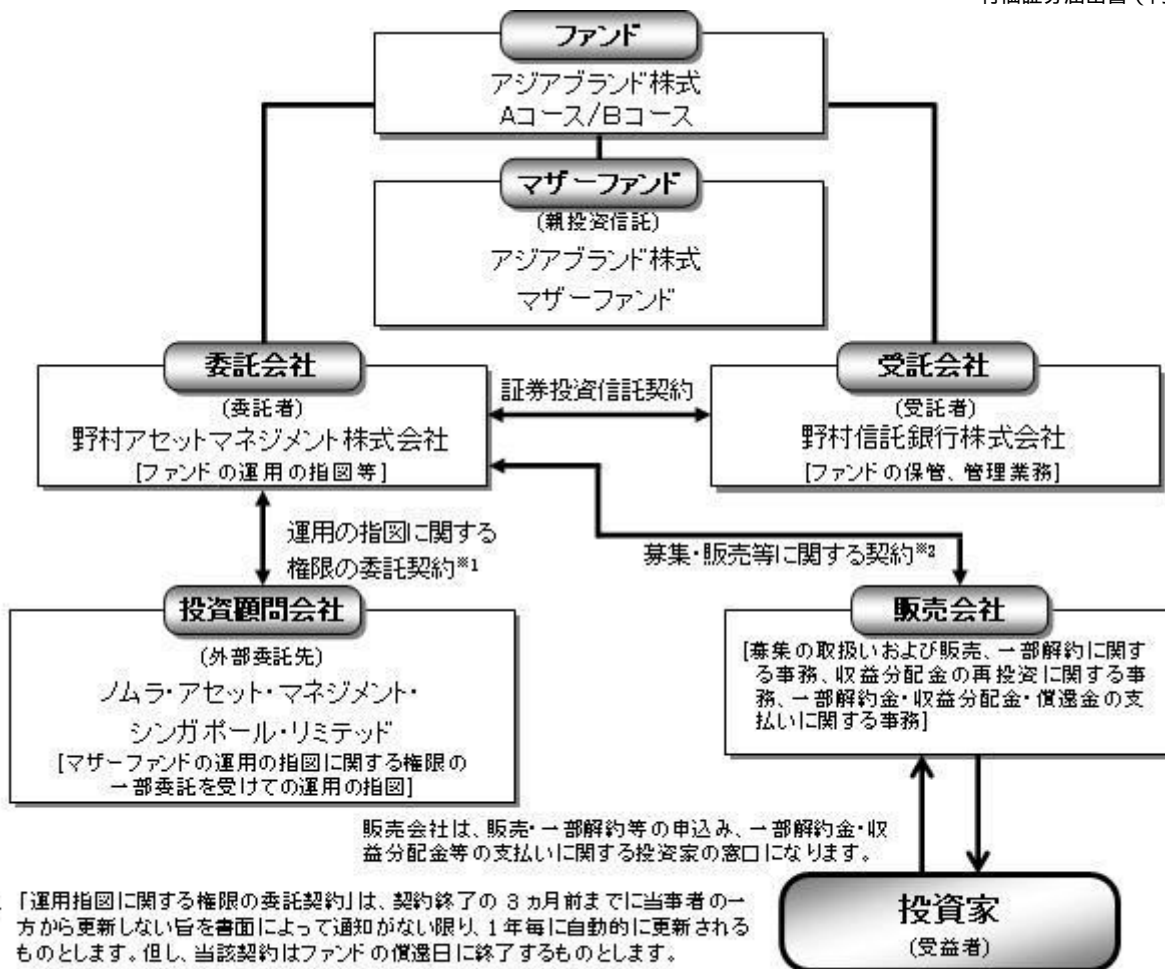 ファンド
アジアブランド株式
Aコース/Bコース
マザーファンド
(親投資信託)
アジアブランド株式
マザーファンド
委託会社
(委託者)
野村アセットマネジメント株式会社
[ファンドの運用の指図等]
証券投資信託契約
受託会社
(受託者)
野村信託銀行株式会社
[ファンドの保管、管理業務]
運用の指図に関する
権限の委託契約※1
募集・販売等に関する契約※2
投資顧問会社
(外部委託先)
ノムラ・アセット・マネジメント・
シンガポール・リミテッド
[マザーファンドの運用の指図に関する権限の
一部委託を受けての運用の指図]
販売会社
[募集の取扱いおよび販売、一部解約に関す
る事務、収益分配金の再投資に関する事
務、一部解約金・収益分配金・償還金の支
払いに関する事務]
販売会社は、販売・一部解約等の申込み、一部解約金・収
益分配金等の支払いに関する投資家の窓口になります。
「運用指図に関する権限の委託契約」は、契約終了の 3 ヵ月前までに当事者の一
方から更新しない旨を書面によって通知がない限り、1年毎に自動的に更新される
ものとします。但し、当該契約はファンドの償還日に終了するものとします。
投資家
(受益者)